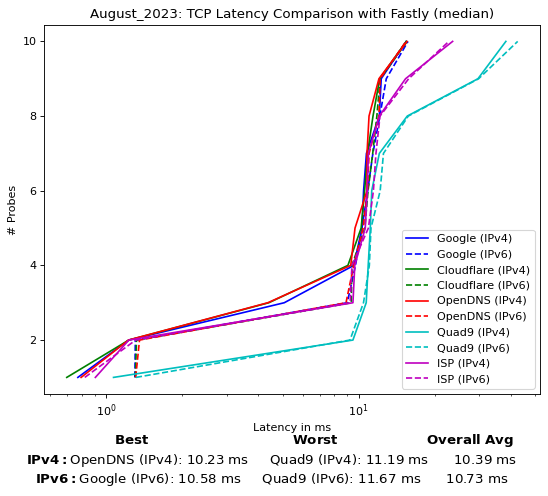 August_2023: TCP Latency Comparison with Fastly (median)
10
8
6
4
2
# Probes
Google (IPv4)
Google (IPv6)
Cloudflare (IPv4)
Cloudflare (IPv6)
OpenDNS (IPv4)
OpenDNS (IPv6)
Quad9 (IPv4)
Quad9 (IPv6)
ISP (IPv4)
ISP (IPv6)
10⁰ 10¹
Latency in ms
Best Worst Overall Avg
IPv4: OpenDNS (IPv4): 10.23 ms Quad9 (IPv4): 11.19 ms 10.39 ms
IPv6: Google (IPv6): 10.58 ms Quad9 (IPv6): 11.67 ms 10.73 ms